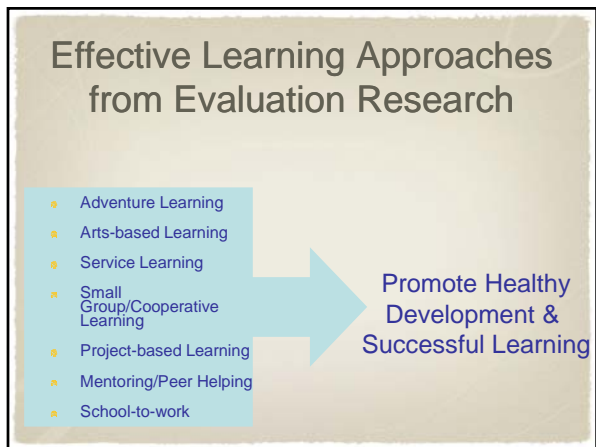 Effective Learning Approaches
from Evaluation Research
Adventure Learning
Arts-based Learning
Service Learning
Small
Group/Cooperative
Learning
Project-based Learning
Mentoring/Peer Helping
School-to-work
Promote Healthy
Development &
Successful Learning